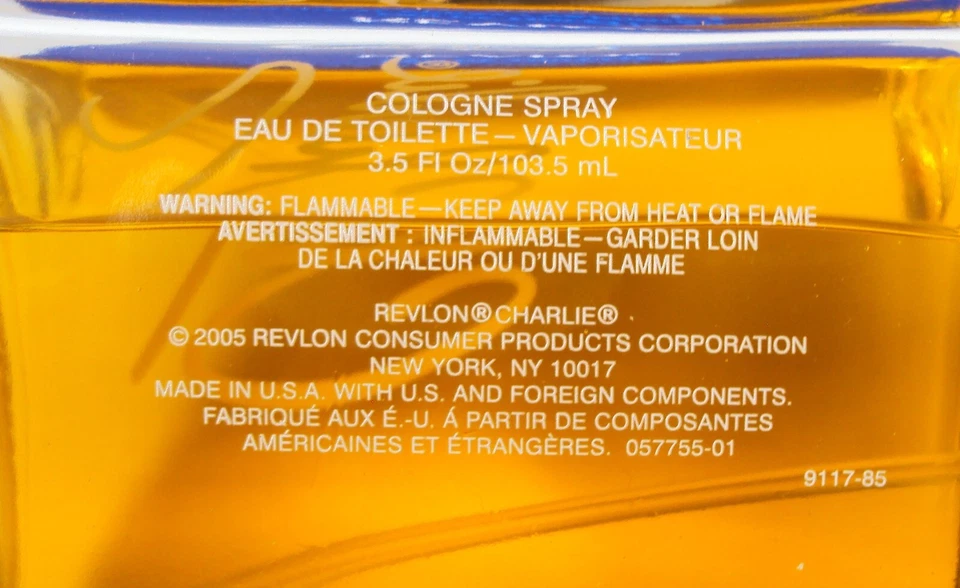 COLOGNE SPRAY
EAU DE TOILETTE — VAPORISATEUR
3.5 Fl Oz/103.5 mL
WARNING: FLAMMABLE—KEEP AWAY FROM HEAT OR FLAME
AVERTISSEMENT : INFLAMMABLE—GARDER LOIN
DE LA CHALEUR OU D'UNE FLAMME
REVLON® CHARLIE®
© 2005 REVLON CONSUMER PRODUCTS CORPORATION
NEW YORK, NY 10017
MADE IN U.S.A. WITH U.S. AND FOREIGN COMPONENTS.
FABRIQUÉ AUX É.-U. Á PARTIR DE COMPOSANTES
AMÉRICAINES ET ÉTRANGÈRES. 057755-01
9117-85